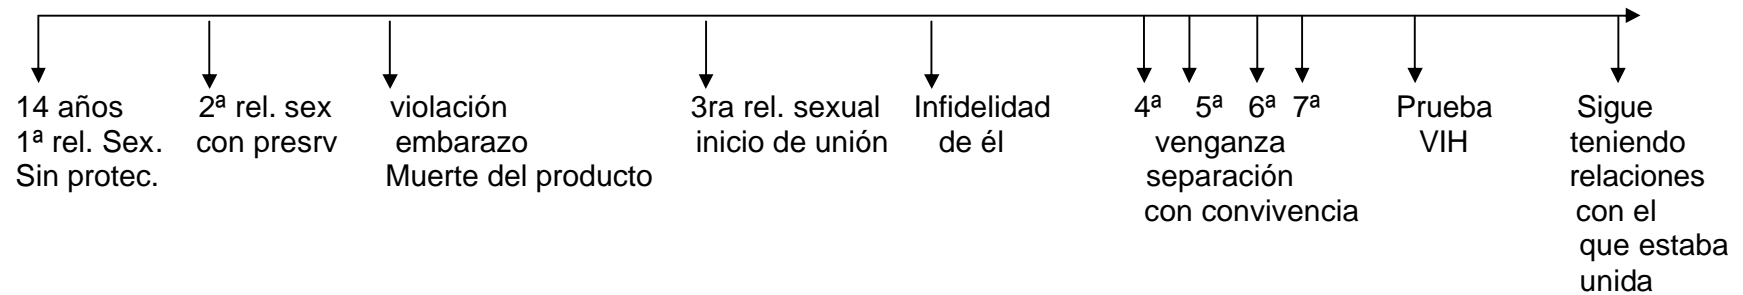 14 años
1ª rel. Sex.
Sin protec.
2ª rel. sex
con presrv
violación
embarazo
Muerte del producto
3ra rel. sexual
inicio de unión
Infidelidad
de él
4ª 5ª 6ª 7ª
venganza
separación
con convivencia
Prueba
VIH
Sigue
teniendo
relaciones
con el
que estaba
unida